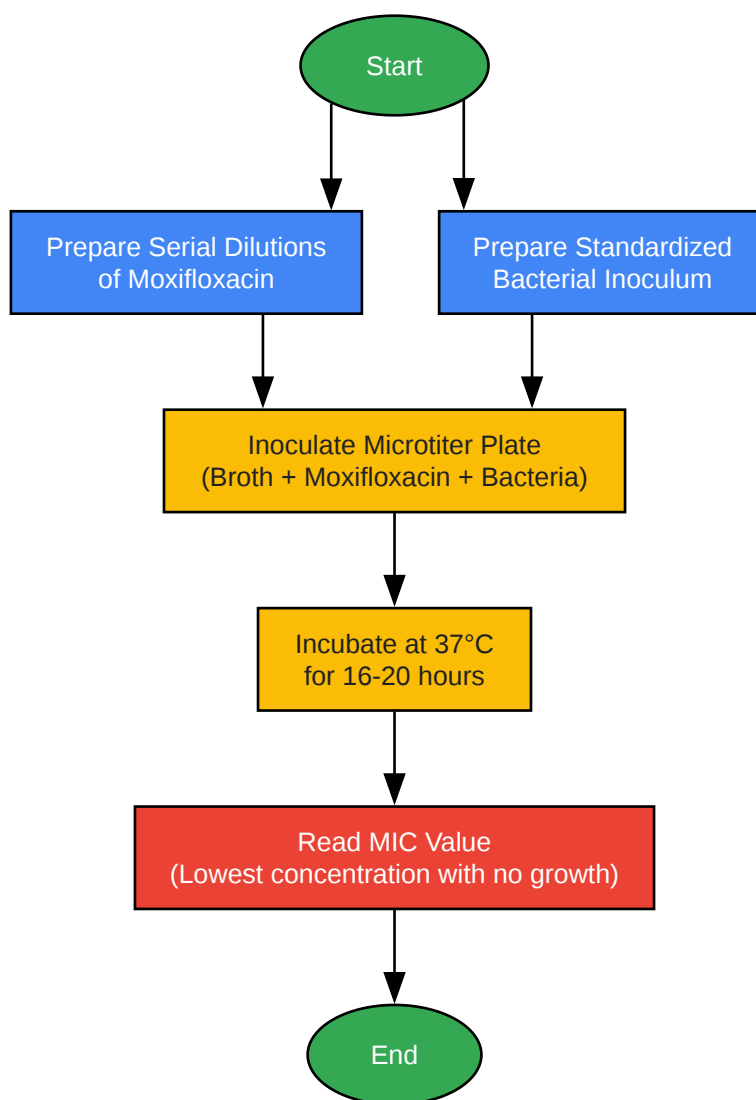 Start
Prepare Serial Dilutions
of Moxifloxacin
Prepare Standardized
Bacterial Inoculum
Inoculate Microtiter Plate
(Broth + Moxifloxacin + Bacteria)
Incubate at 37°C
for 16-20 hours
Read MIC Value
(Lowest concentration with no growth)
End